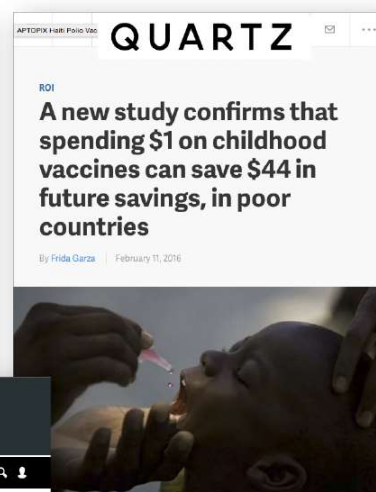 APTOPIX Haiti Polio Vac
QUARTZ
ROI
A new study confirms that
spending $1 on childhood
vaccines can save $44 in
future savings, in poor
countries
By Frida Garza | February 11, 2016